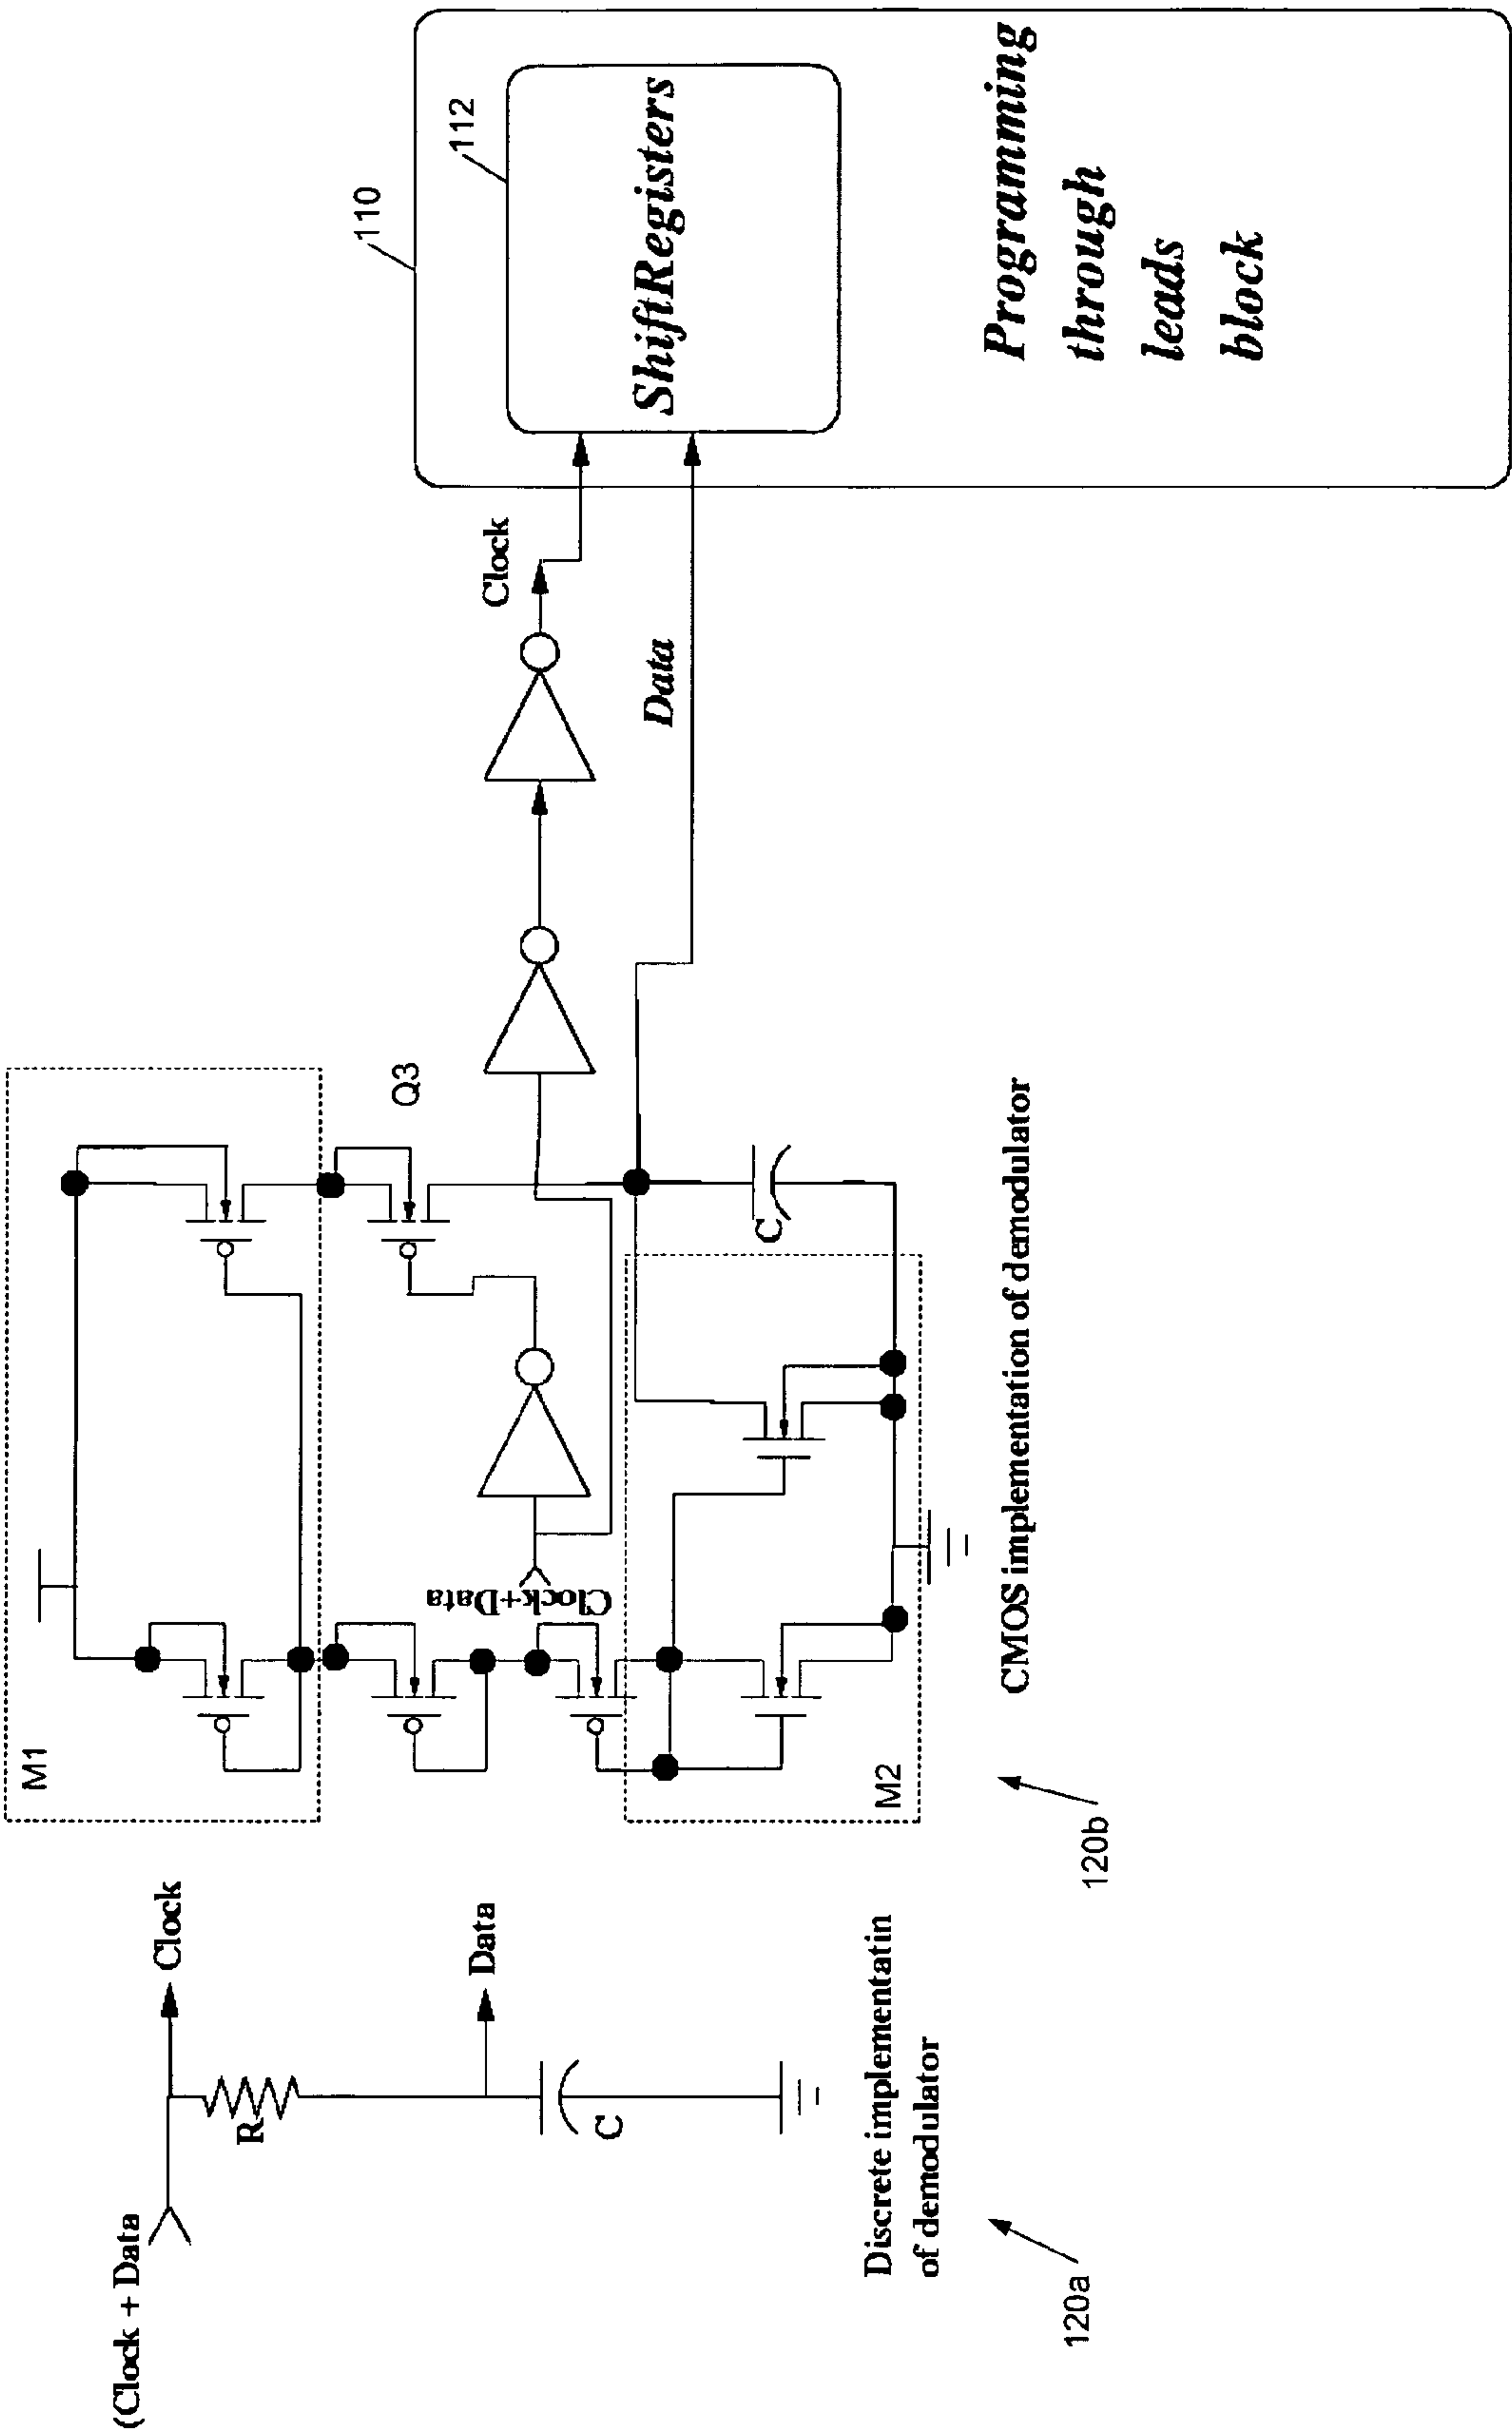 (Clock + Data
Clock
R
Data
C
Discrete implementatin
of demodulator
120a
M1
Q3
Clock+Data
C
M2
CMOS implementation of demodulator
120b
Clock
Data
110
112
ShiftRegisters
Programming
through
leads
block